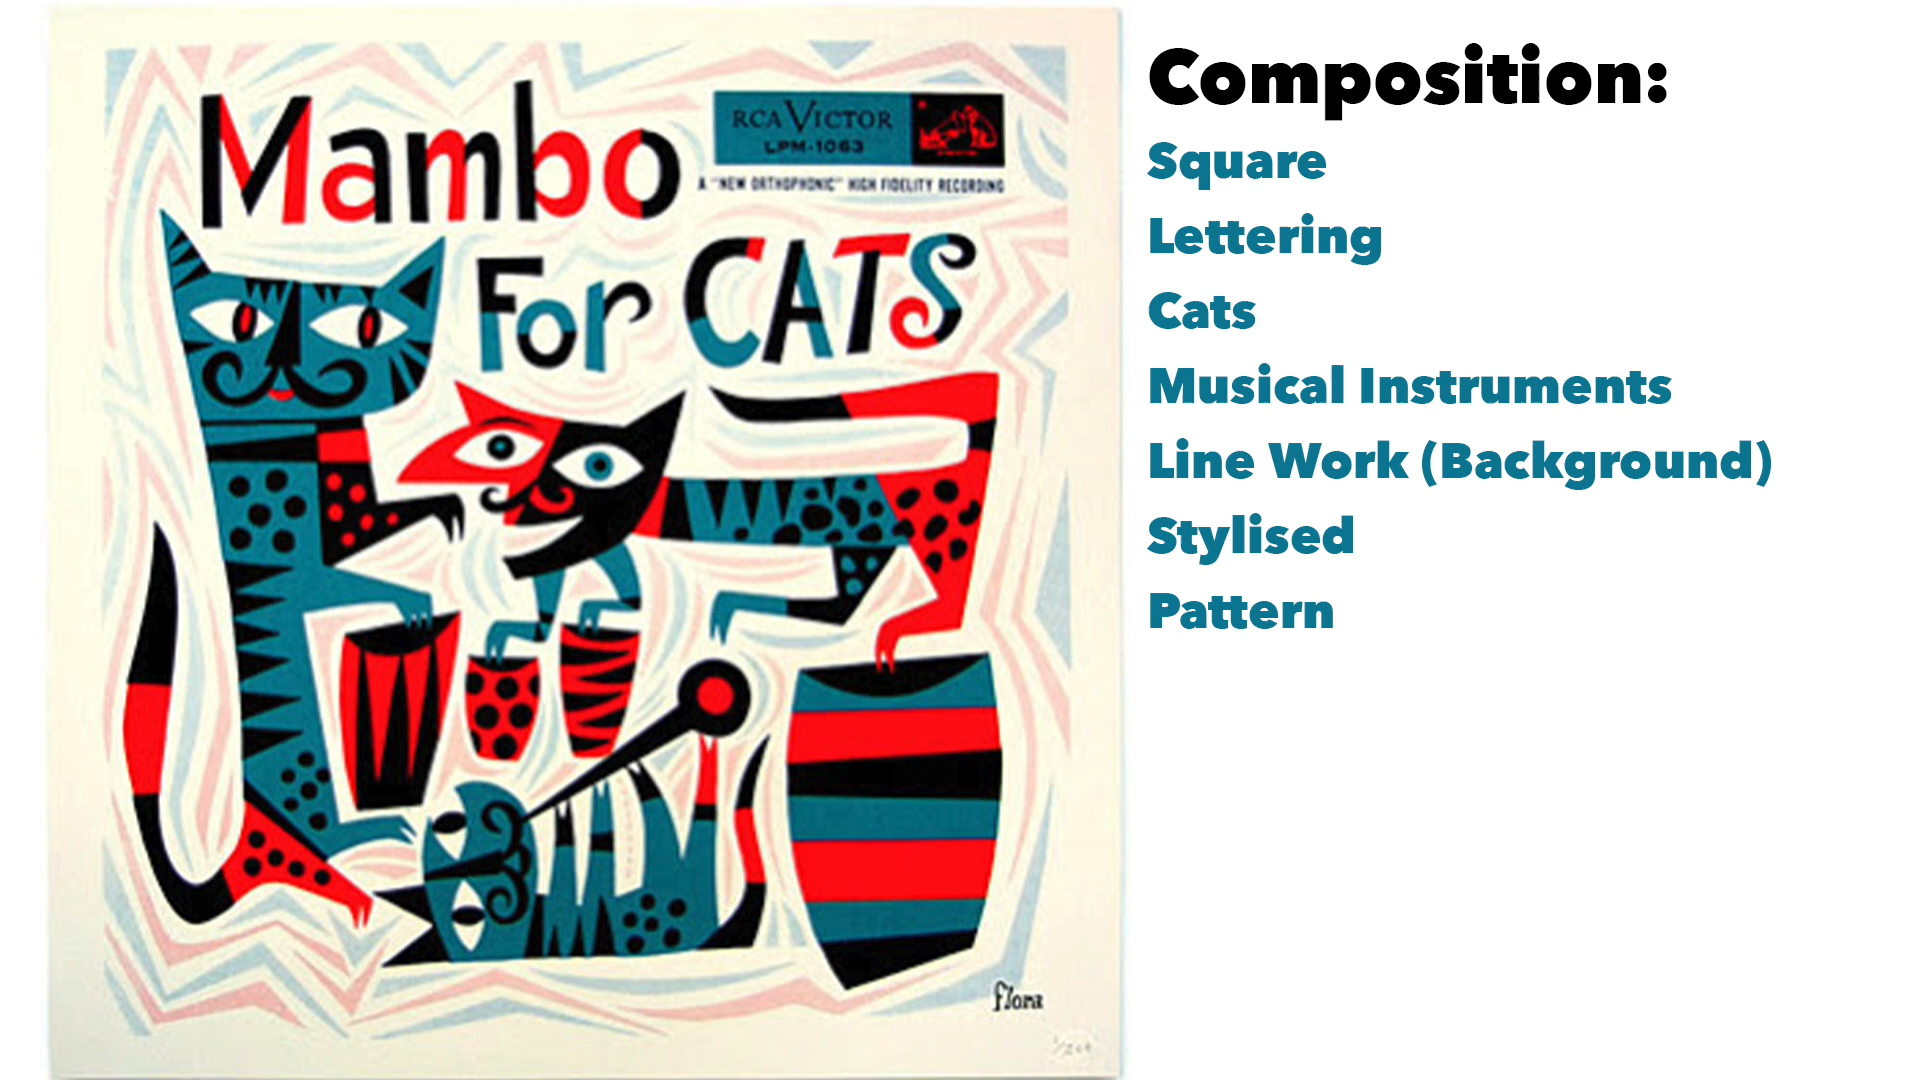 Mambo
RCA VICTOR
LPM-1063
A "NEW ORTHOPHONIC" HIGH FIDELITY RECORDING
For CATS
flora
Composition:
Square
Lettering
Cats
Musical Instruments
Line Work (Background)
Stylised
Pattern